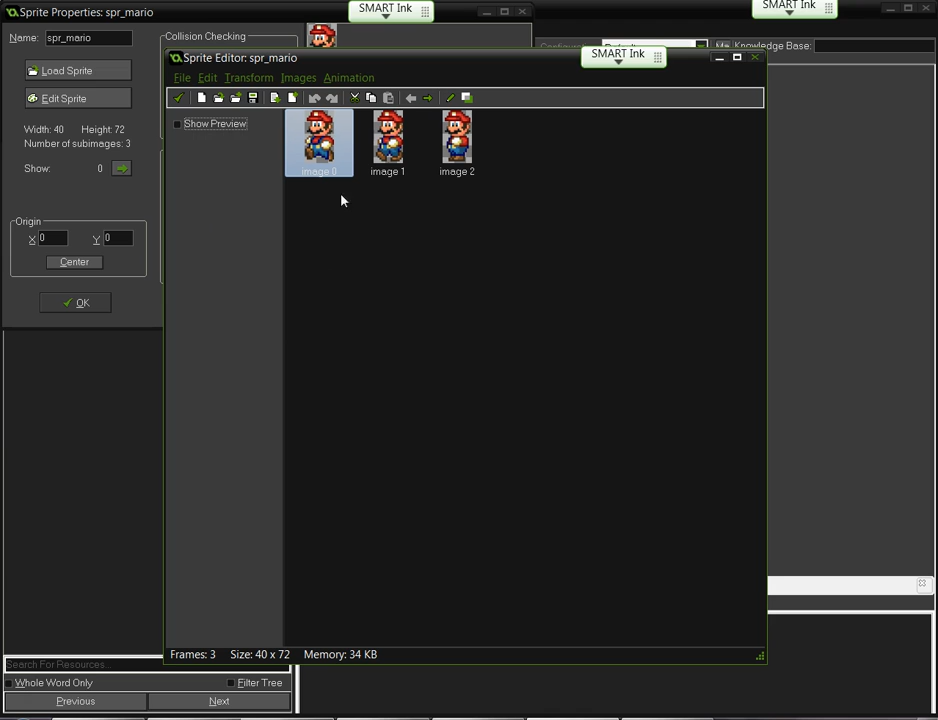 Sprite Properties: spr_mario
SMART Ink
SMART Ink
Name: spr_mario
Collision Checking
Knowledge Base:
SMART Ink
Sprite Editor: spr_mario
Load Sprite
File Edit Transform Images Animation
Edit Sprite
Show Preview
Width: 40 Height: 72
Number of subimages: 3
Show: 0
image 0 image 1 image 2
Origin
X 0 Y 0
Center
OK
Frames: 3 Size: 40 x 72 Memory: 34 KB
Search For Resources...
Whole Word Only Filter Tree
Previous Next